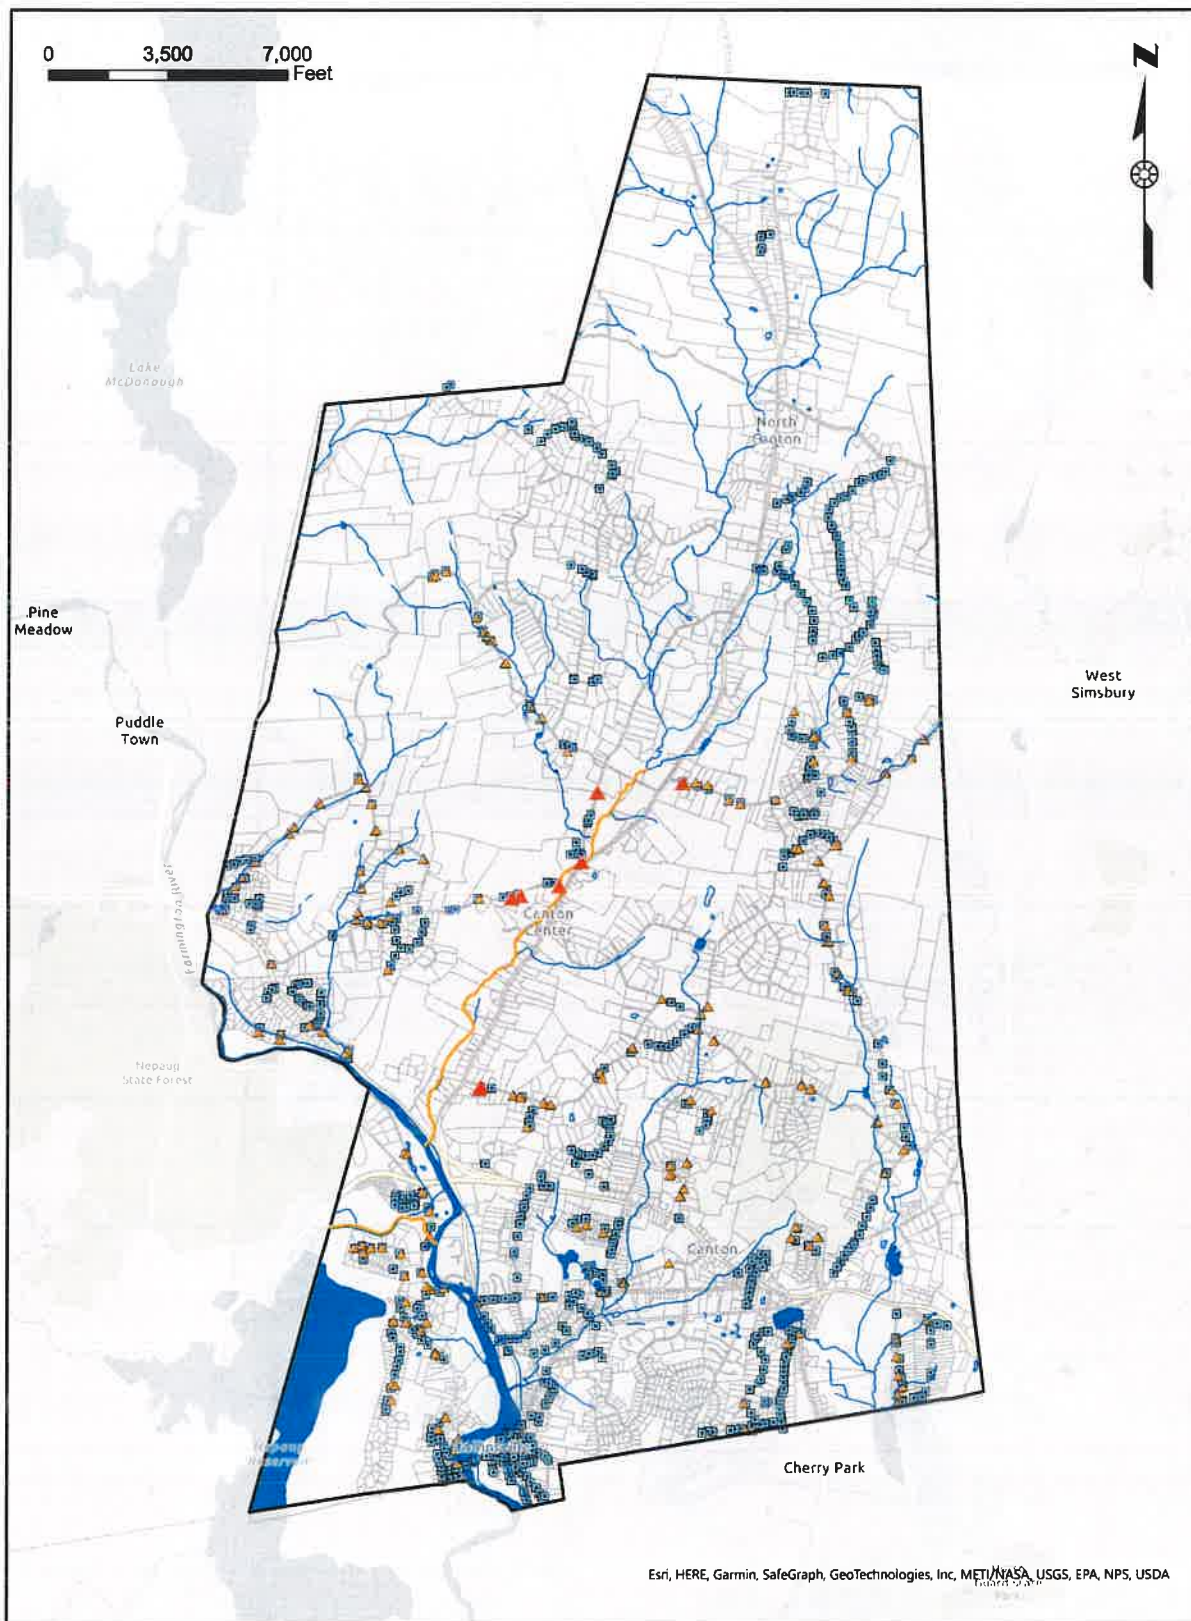 0 3,500 7,000
Feet
N
Lake
McDonough
North
Canton
Pine
Meadow
West
Simsbury
Puddle
Town
Farmington River
Canton
Center
Nepaug
State Forest
Canton
Cherry Park
Esri, HERE, Garmin, SafeGraph, GeoTechnologies, Inc, METI/NASA, USGS, EPA, NPS, USDA